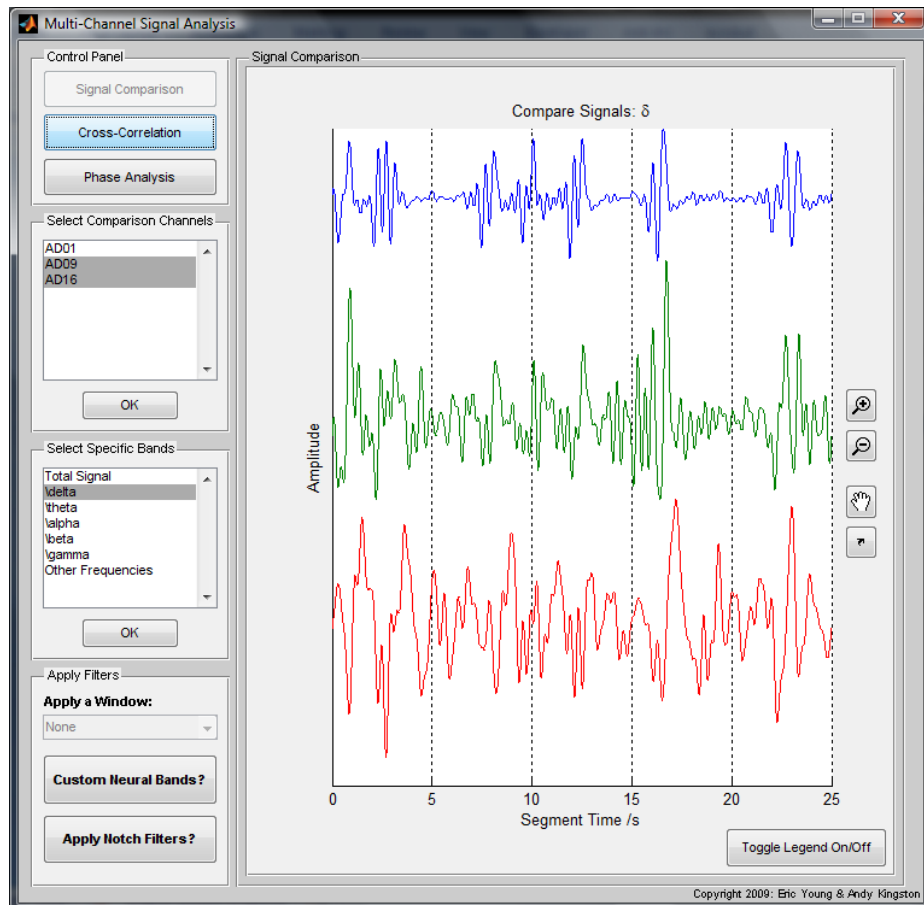 Multi-Channel Signal Analysis
Control Panel
Signal Comparison
Cross-Correlation
Phase Analysis
Select Comparison Channels
AD01
AD09
AD16
OK
Select Specific Bands
Total Signal
\delta
\theta
\alpha
\beta
\gamma
Other Frequencies
OK
Apply Filters
Apply a Window:
None
Custom Neural Bands?
Apply Notch Filters?
Signal Comparison
Compare Signals: δ
Amplitude
0 5 10 15 20 25
Segment Time /s
Toggle Legend On/Off
Copyright 2009: Eric Young & Andy Kingston